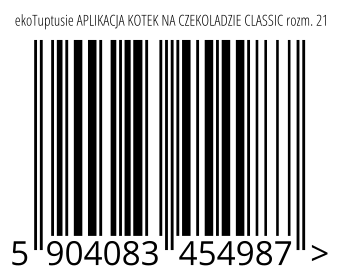 ekoTuptusie APLIKACJA KOTEK NA CZEKOLADZIE CLASSIC rozm. 21
5 904083 454987 >